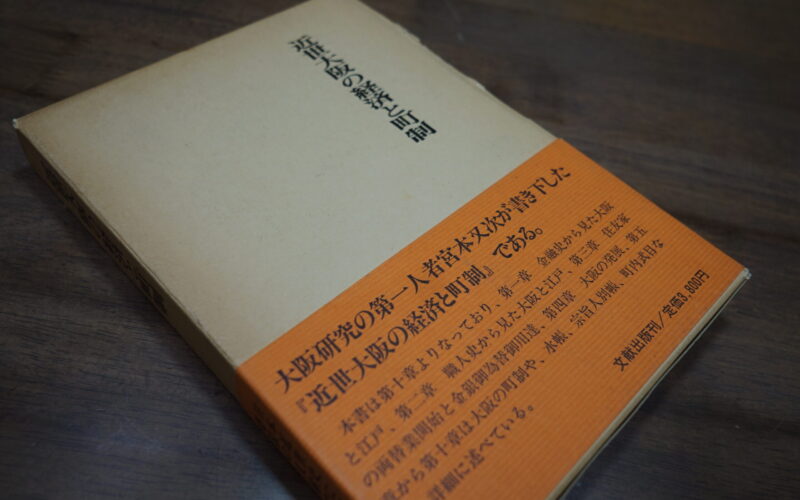 近世大阪の経済と町制
大阪研究の第一人者宮本又次が書き下した
『近世大阪の経済と町制』である。
本書は第十章よりなっており、第一章 金融史から見た大阪
と江戸、第二章 職人史から見た大阪と江戸、第三章 住友家
の両替業開始と金銀御為替御用達、第四章 大阪の発展、第五
章から第十章は大阪の町制や、水帳、宗旨人別帳、町内式目な
詳細に述べている。
文献出版刊/定価3,800円